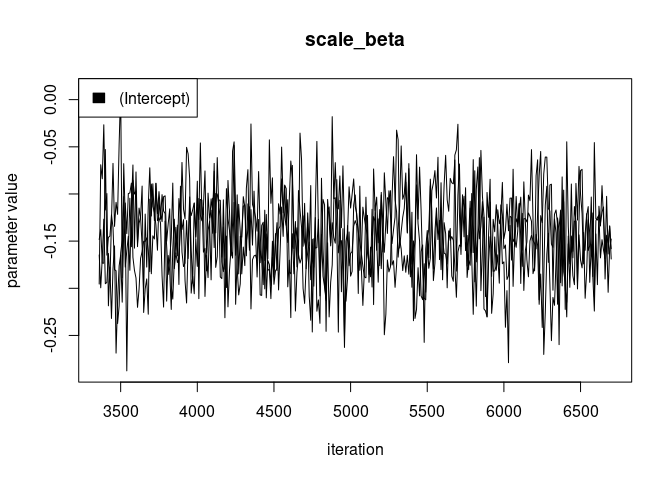 scale_beta
(Intercept)
0.00
-0.05
-0.15
-0.25
parameter value
3500 4000 4500 5000 5500 6000 6500
iteration